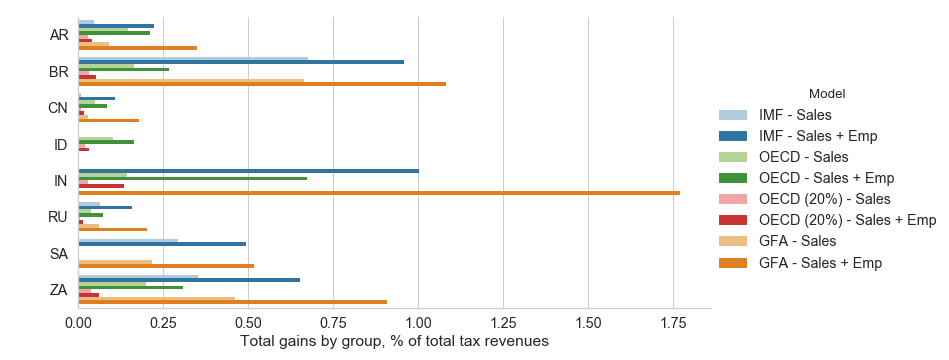 AR
BR
CN
ID
IN
RU
SA
ZA
0.00 0.25 0.50 0.75 1.00 1.25 1.50 1.75
Total gains by group, % of total tax revenues
Model
IMF - Sales
IMF - Sales + Emp
OECD - Sales
OECD - Sales + Emp
OECD (20%) - Sales
OECD (20%) - Sales + Emp
GFA - Sales
GFA - Sales + Emp